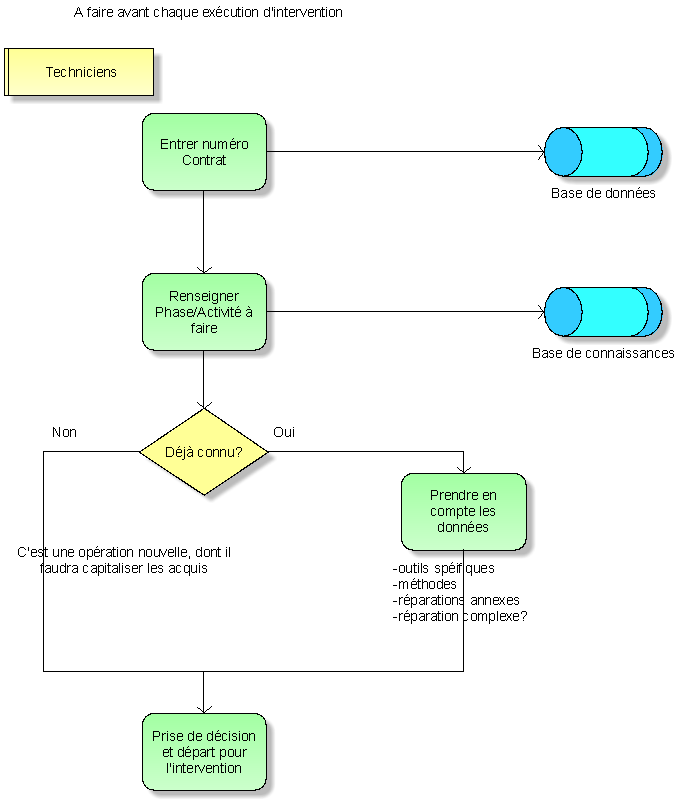 A faire avant chaque exécution d'intervention
Techniciens
Entrer numéro
Contrat
Base de données
Renseigner
Phase/Activité à
faire
Base de connaissances
Non
Déjà connu?
Oui
Prendre en
compte les
données
C'est une opération nouvelle, dont il
faudra capitaliser les acquis
-outils spéifiques
-méthodes
-réparations annexes
-réparation complexe?
Prise de décision
et départ pour
l'intervention